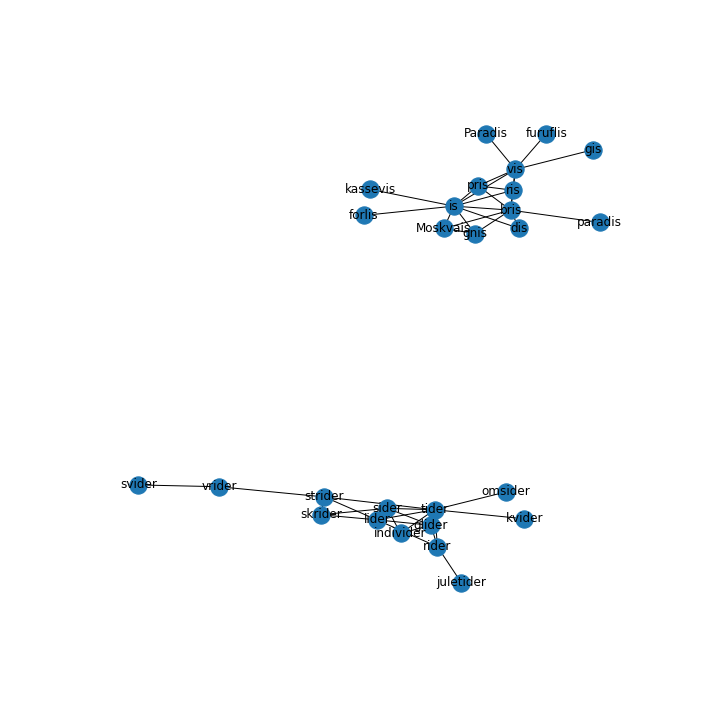 Paradis
furuflis
gis
vis
pris
ris
kassevis
is
forlis
bris
paradis
Moskvais
gnis
dis
svider
vrider
strider
omsider
sider
tider
skrider
lider
kvider
glider
individer
rider
juletider